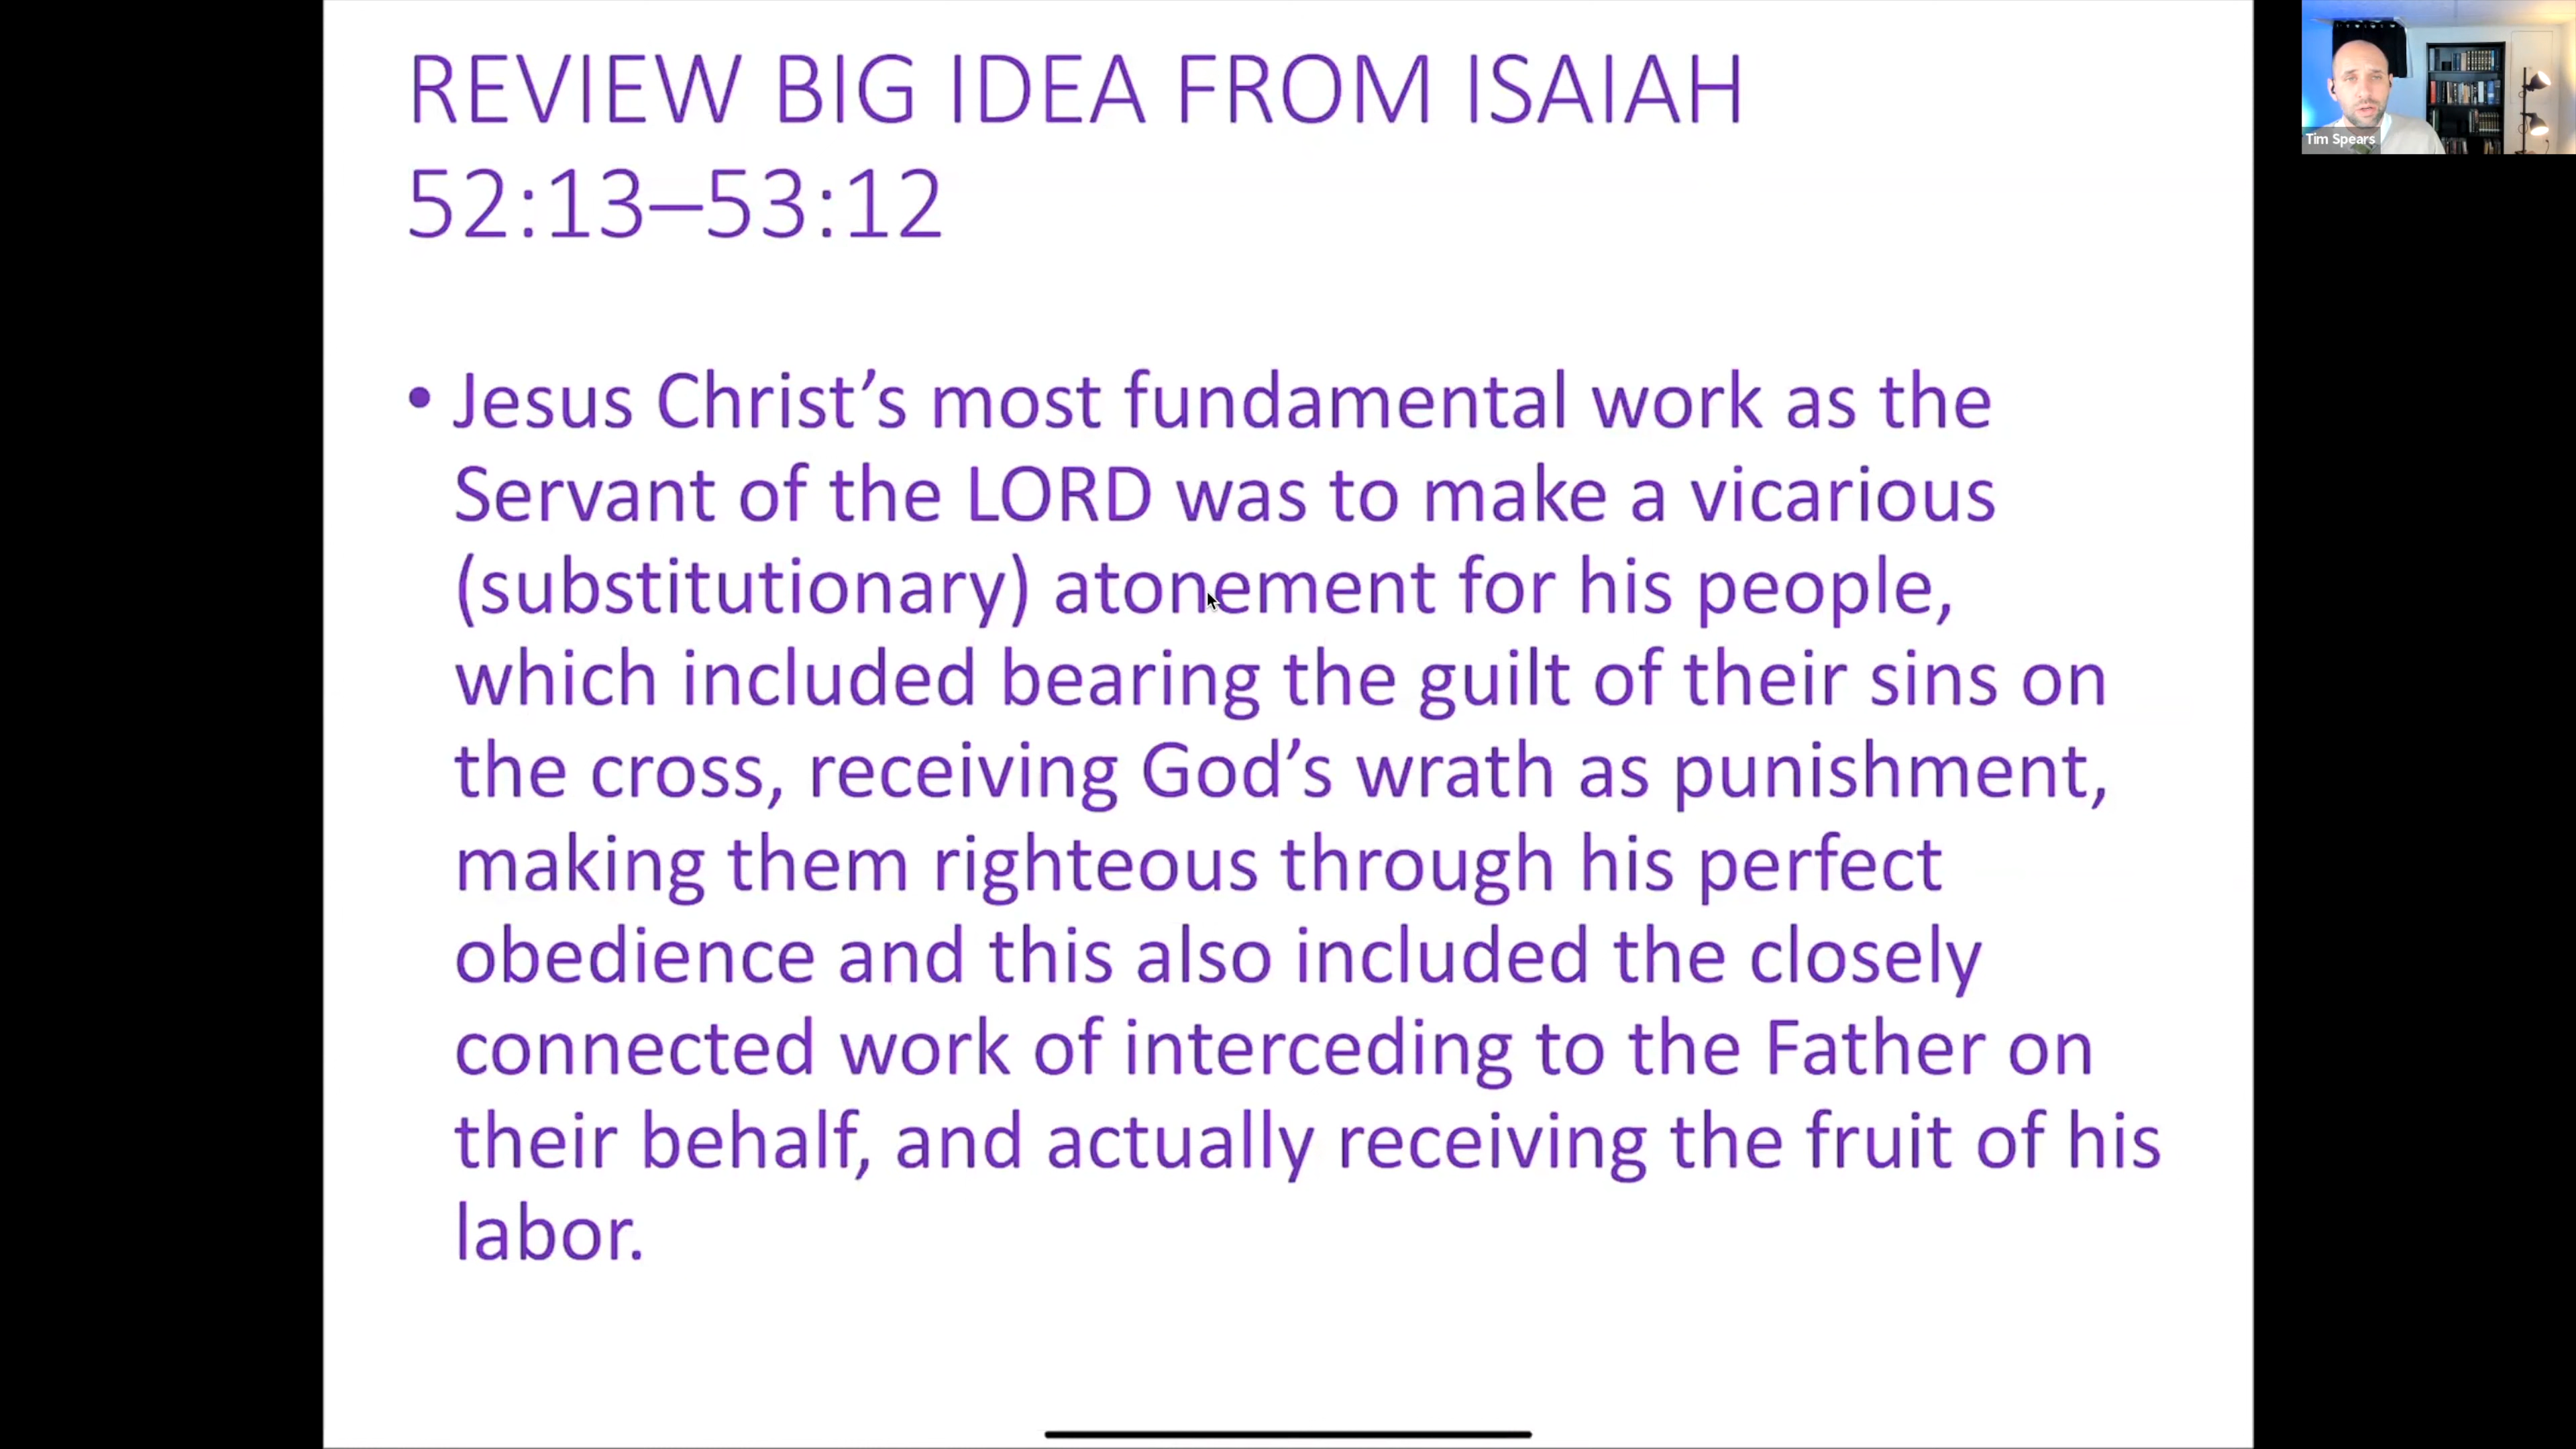 REVIEW BIG IDEA FROM ISAIAH
52:13–53:12
• Jesus Christ’s most fundamental work as the
Servant of the LORD was to make a vicarious
(substitutionary) atonement for his people,
which included bearing the guilt of their sins on
the cross, receiving God’s wrath as punishment,
making them righteous through his perfect
obedience and this also included the closely
connected work of interceding to the Father on
their behalf, and actually receiving the fruit of his
labor.
Tim Spears